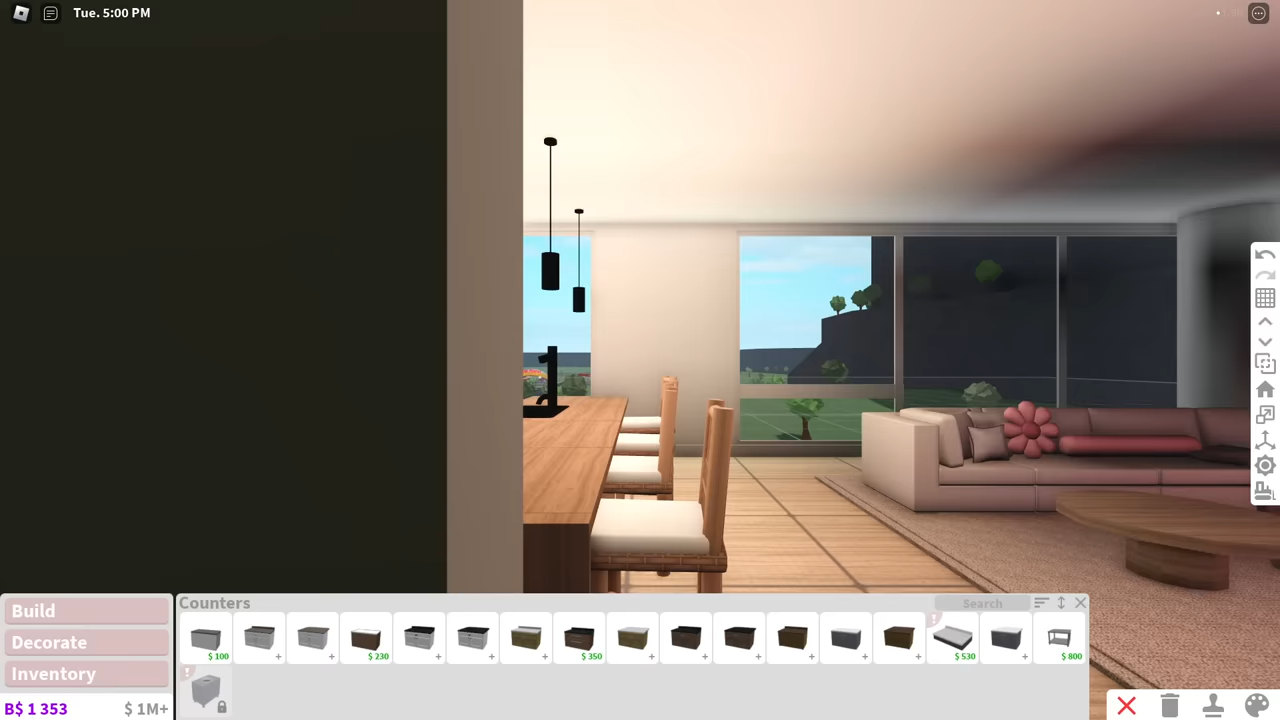 Tue. 5:00 PM
Counters
Search
Build
Decorate
Inventory
B$ 1 353
$ 1M+
$ 100
+
+
$ 230
+
+
+
$ 350
+
+
+
+
+
+
$ 530
+
$ 800